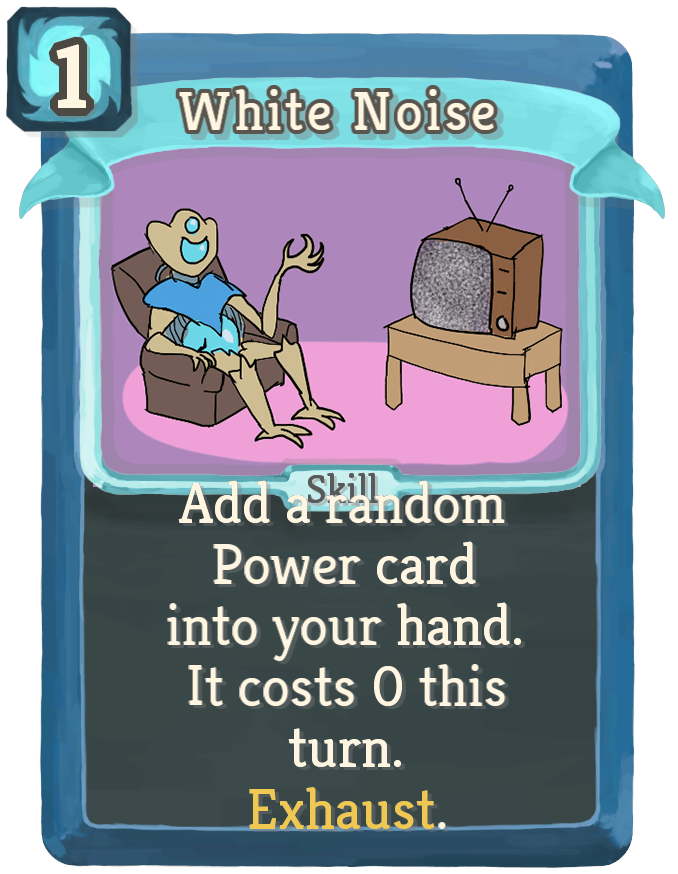 1
White Noise
Skill
Add a random
Power card
into your hand.
It costs 0 this
turn.
Exhaust.